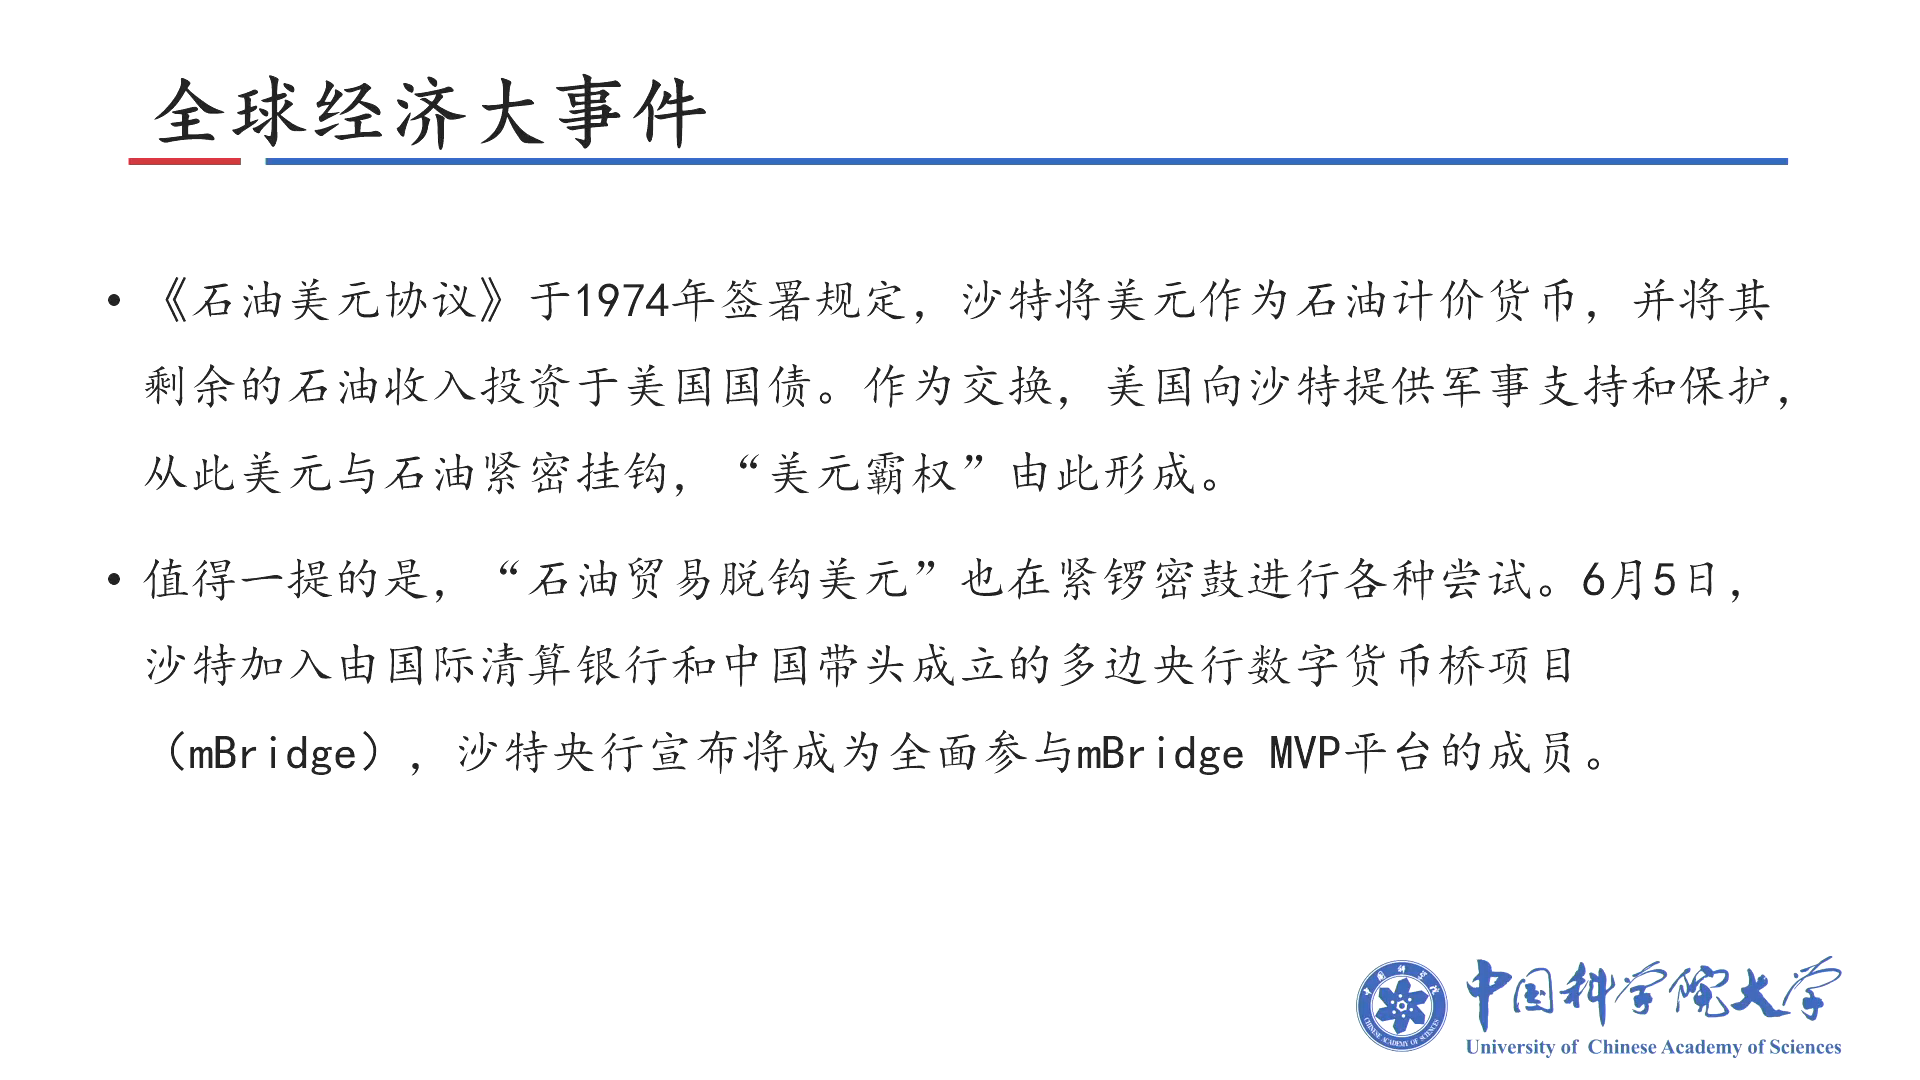 全球经济大事件
• 《石油美元协议》于1974年签署规定，沙特将美元作为石油计价货币，并将其
剩余的石油收入投资于美国国债。作为交换，美国向沙特提供军事支持和保护，
从此美元与石油紧密挂钩，“美元霸权”由此形成。
• 值得一提的是，“石油贸易脱钩美元”也在紧锣密鼓进行各种尝试。6月5日，
沙特加入由国际清算银行和中国带头成立的多边央行数字货币桥项目
（mBridge），沙特央行宣布将成为全面参与mBridge MVP平台的成员。
中国科学院
CHINESE ACADEMY OF SCIENCES
中国科学院大学
University of Chinese Academy of Sciences